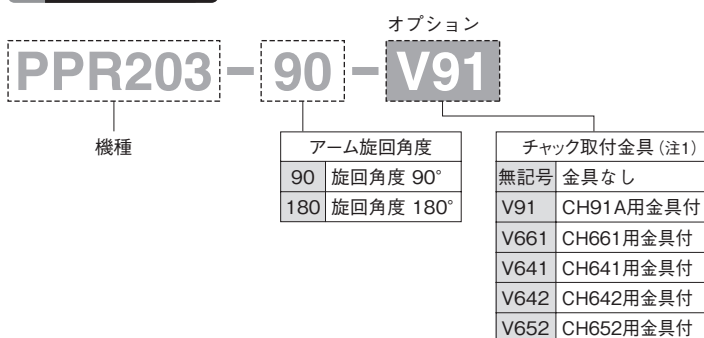 オプション
PPR203-90-V91
機種
アーム旋回角度
90 旋回角度 90°
180 旋回角度 180°
チャック取付金具(注1)
無記号 金具なし
V91 CH91A用金具付
V661 CH661用金具付
V641 CH641用金具付
V642 CH642用金具付
V652 CH652用金具付